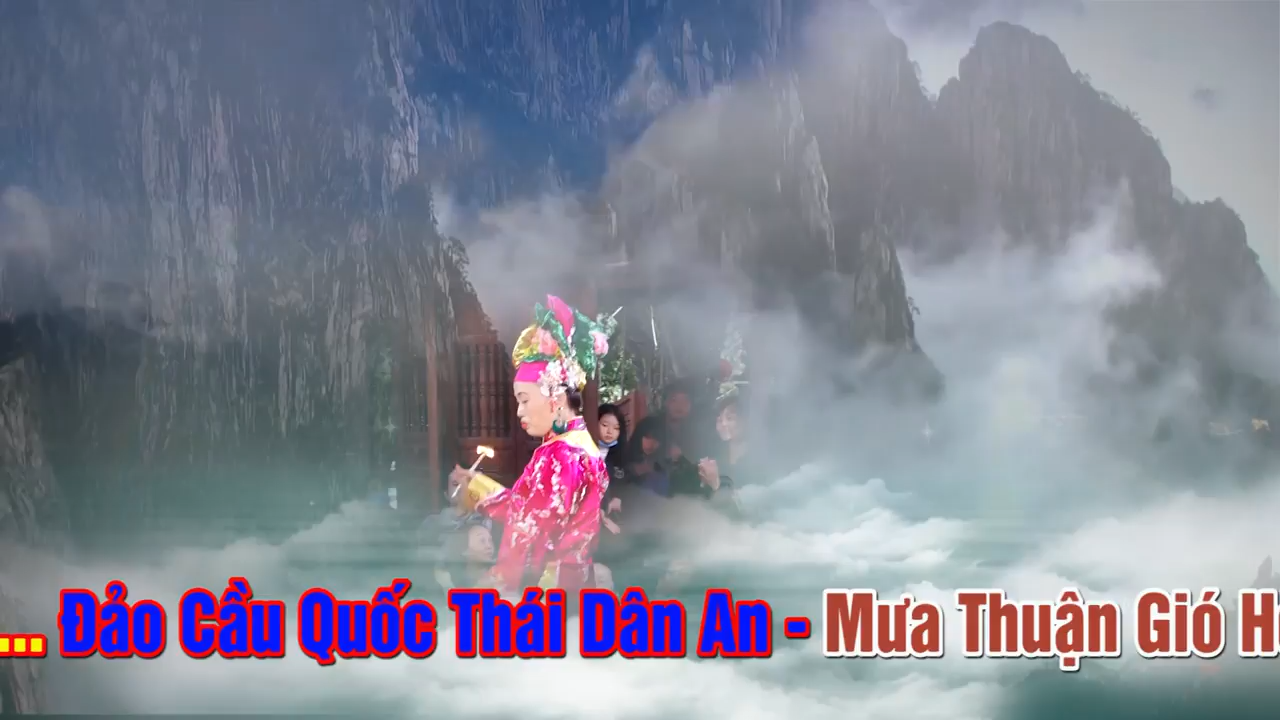 ... Đảo Cầu Quốc Thái Dân An - Mưa Thuận Gió H